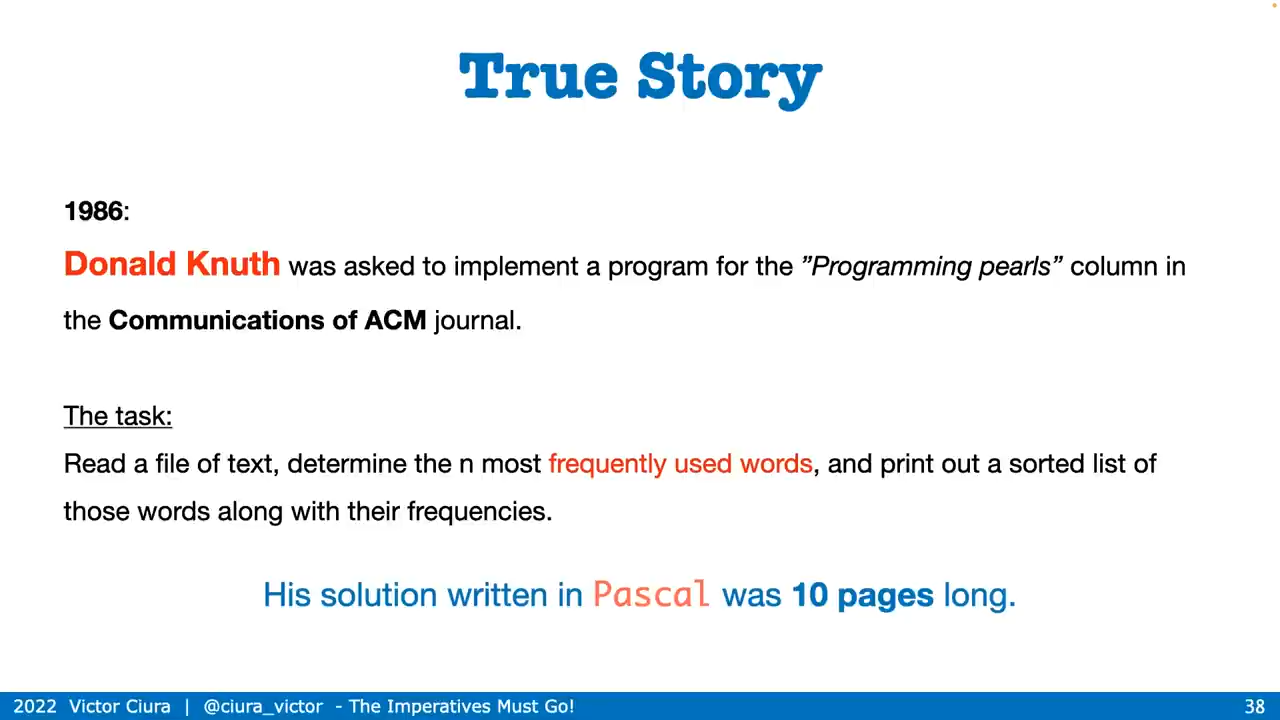 True Story
1986:
Donald Knuth was asked to implement a program for the ”Programming pearls” column in
the Communications of ACM journal.
The task:
Read a file of text, determine the n most frequently used words, and print out a sorted list of
those words along with their frequencies.
His solution written in Pascal was 10 pages long.
2022 Victor Ciura | @ciura_victor - The Imperatives Must Go! 38